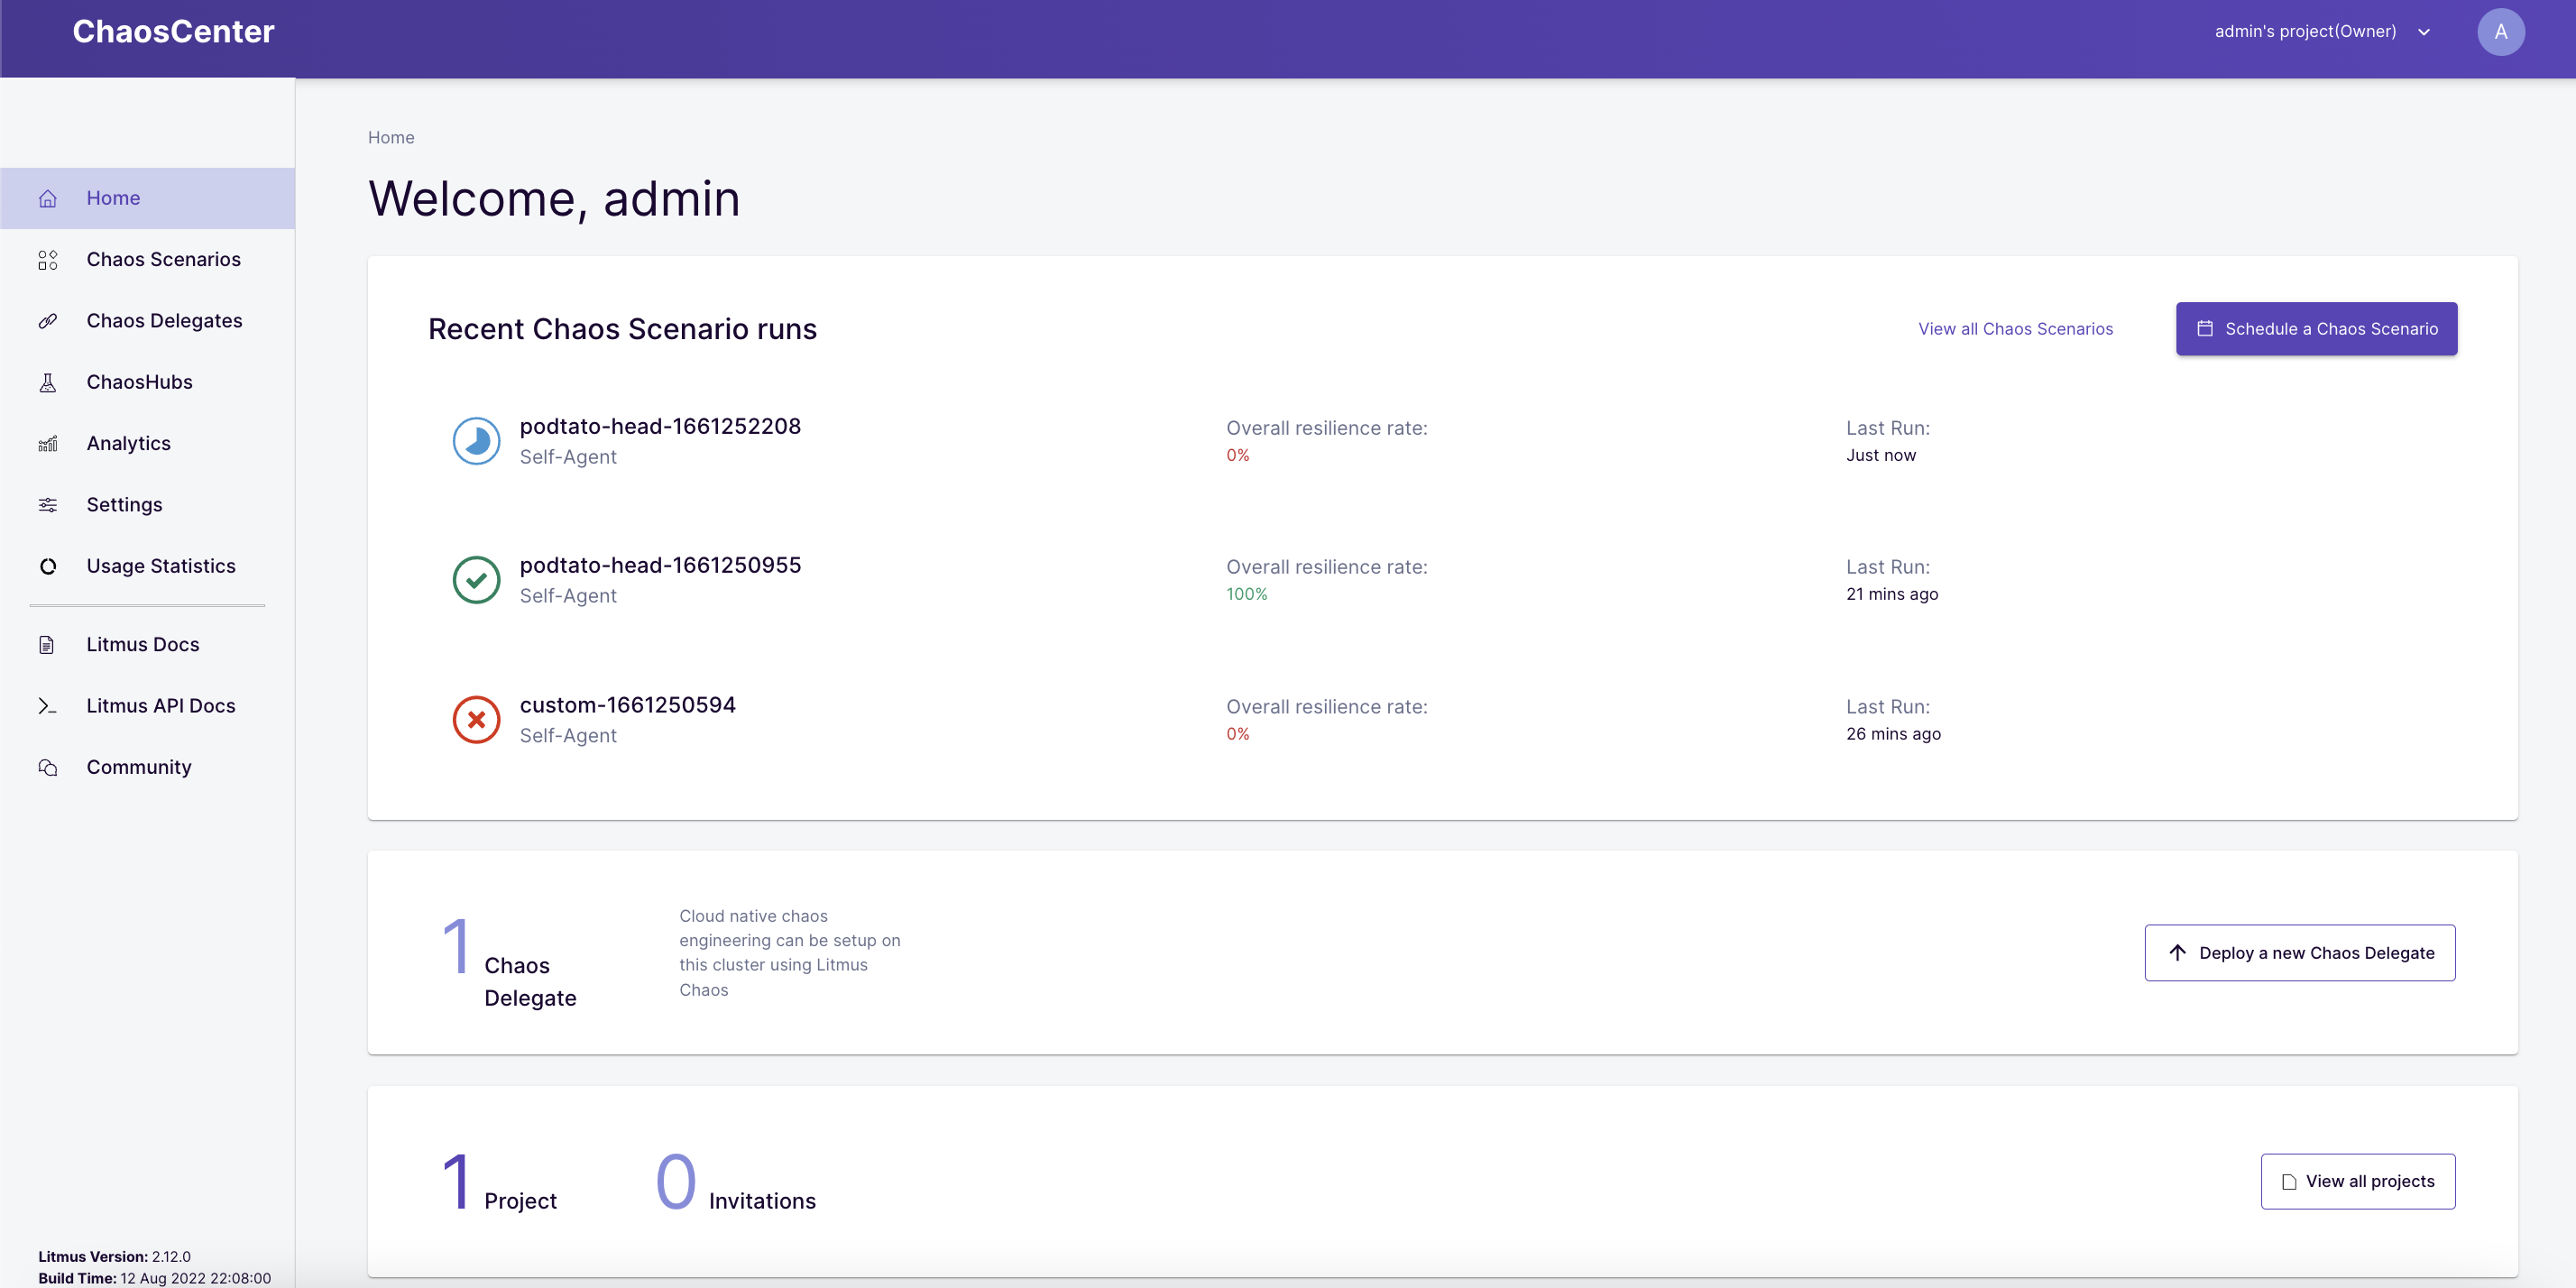 ChaosCenter
admin's project(Owner)
A
Home
Chaos Scenarios
Chaos Delegates
ChaosHubs
Analytics
Settings
Usage Statistics
Litmus Docs
Litmus API Docs
Community
Litmus Version: 2.12.0
Build Time: 12 Aug 2022 22:08:00
Home
Welcome, admin
Recent Chaos Scenario runs
View all Chaos Scenarios
Schedule a Chaos Scenario
podtato-head-1661252208
Self-Agent
Overall resilience rate:
0%
Last Run:
Just now
podtato-head-1661250955
Self-Agent
Overall resilience rate:
100%
Last Run:
21 mins ago
custom-1661250594
Self-Agent
Overall resilience rate:
0%
Last Run:
26 mins ago
1 Chaos
Delegate
Cloud native chaos
engineering can be setup on
this cluster using Litmus
Chaos
Deploy a new Chaos Delegate
1 Project
0 Invitations
View all projects